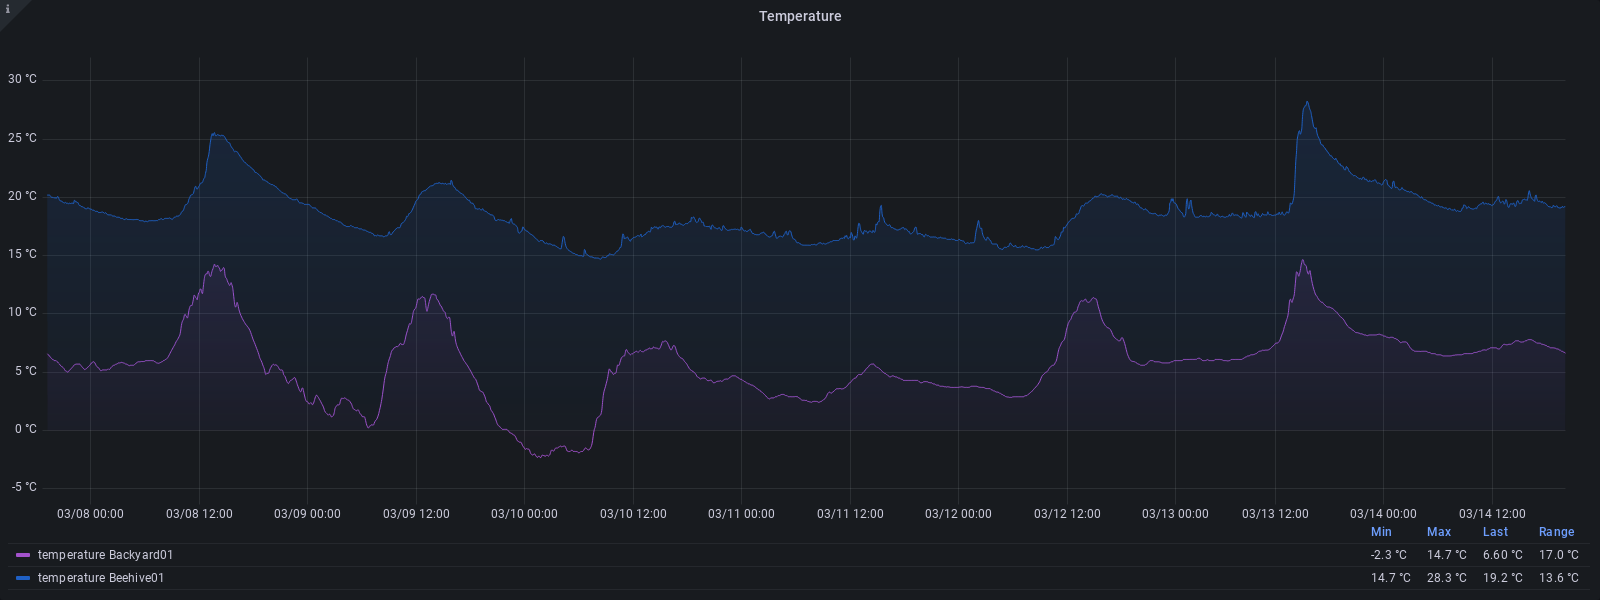 i
Temperature
30 °C
25 °C
20 °C
15 °C
10 °C
5 °C
0 °C
-5 °C
03/08 00:00 03/08 12:00 03/09 00:00 03/09 12:00 03/10 00:00 03/10 12:00 03/11 00:00 03/11 12:00 03/12 00:00 03/12 12:00 03/13 00:00 03/13 12:00 03/14 00:00 03/14 12:00
Min Max Last Range
temperature Backyard01 -2.3 °C 14.7 °C 6.60 °C 17.0 °C
temperature Beehive01 14.7 °C 28.3 °C 19.2 °C 13.6 °C